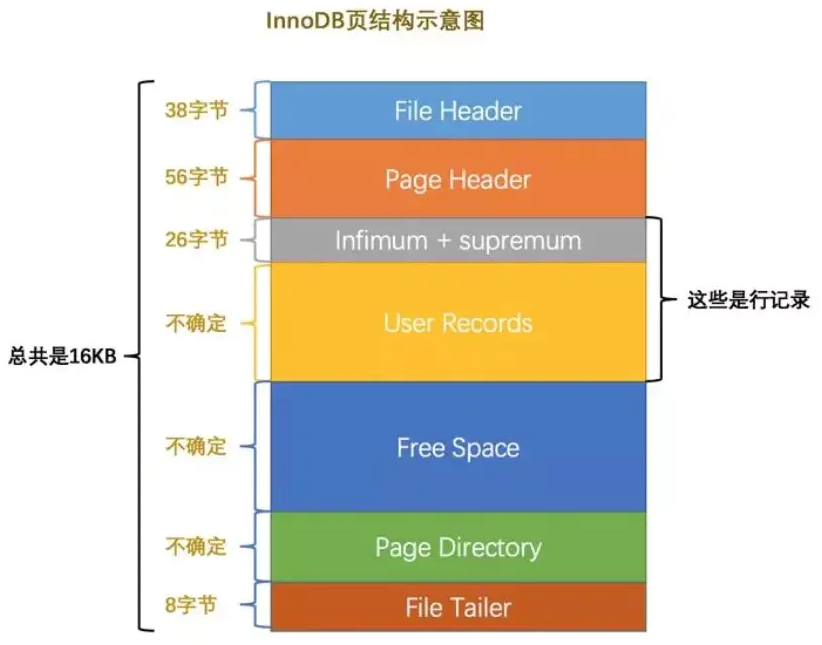 InnoDB页结构示意图
38字节
File Header
56字节
Page Header
26字节
Infimum + supremum
不确定
User Records
这些是行记录
总共是16KB
不确定
Free Space
不确定
Page Directory
8字节
File Tailer